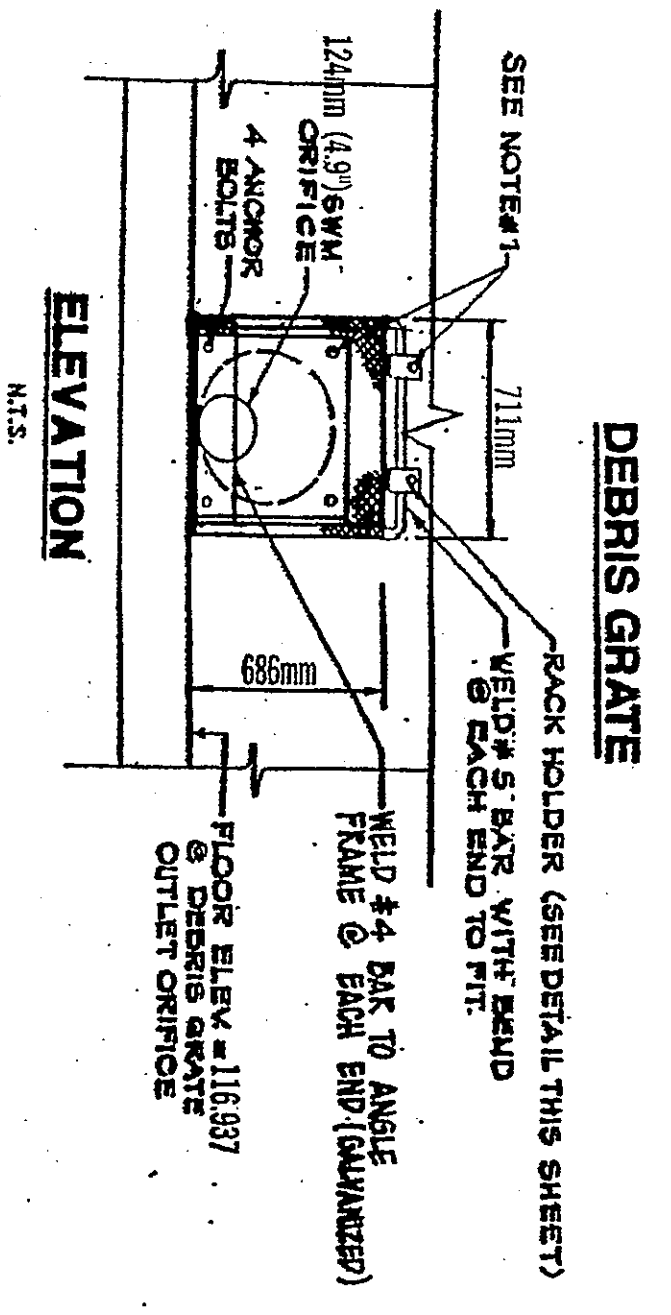 DEBRIS GRATE
RACK HOLDER (SEE DETAIL THIS SHEET)
WELD # 5 BAR WITH BEND
@ EACH END TO FIT.
SEE NOTE#1
711mm
124mm (4.9") SWM
ORIFICE
4 ANCHOR
BOLTS
686mm
WELD #4 BAR TO ANGLE
FRAME @ EACH END (GALVANIZED)
FLOOR ELEV = 116.937
@ DEBRIS GRATE
OUTLET ORIFICE
ELEVATION
N.T.S.